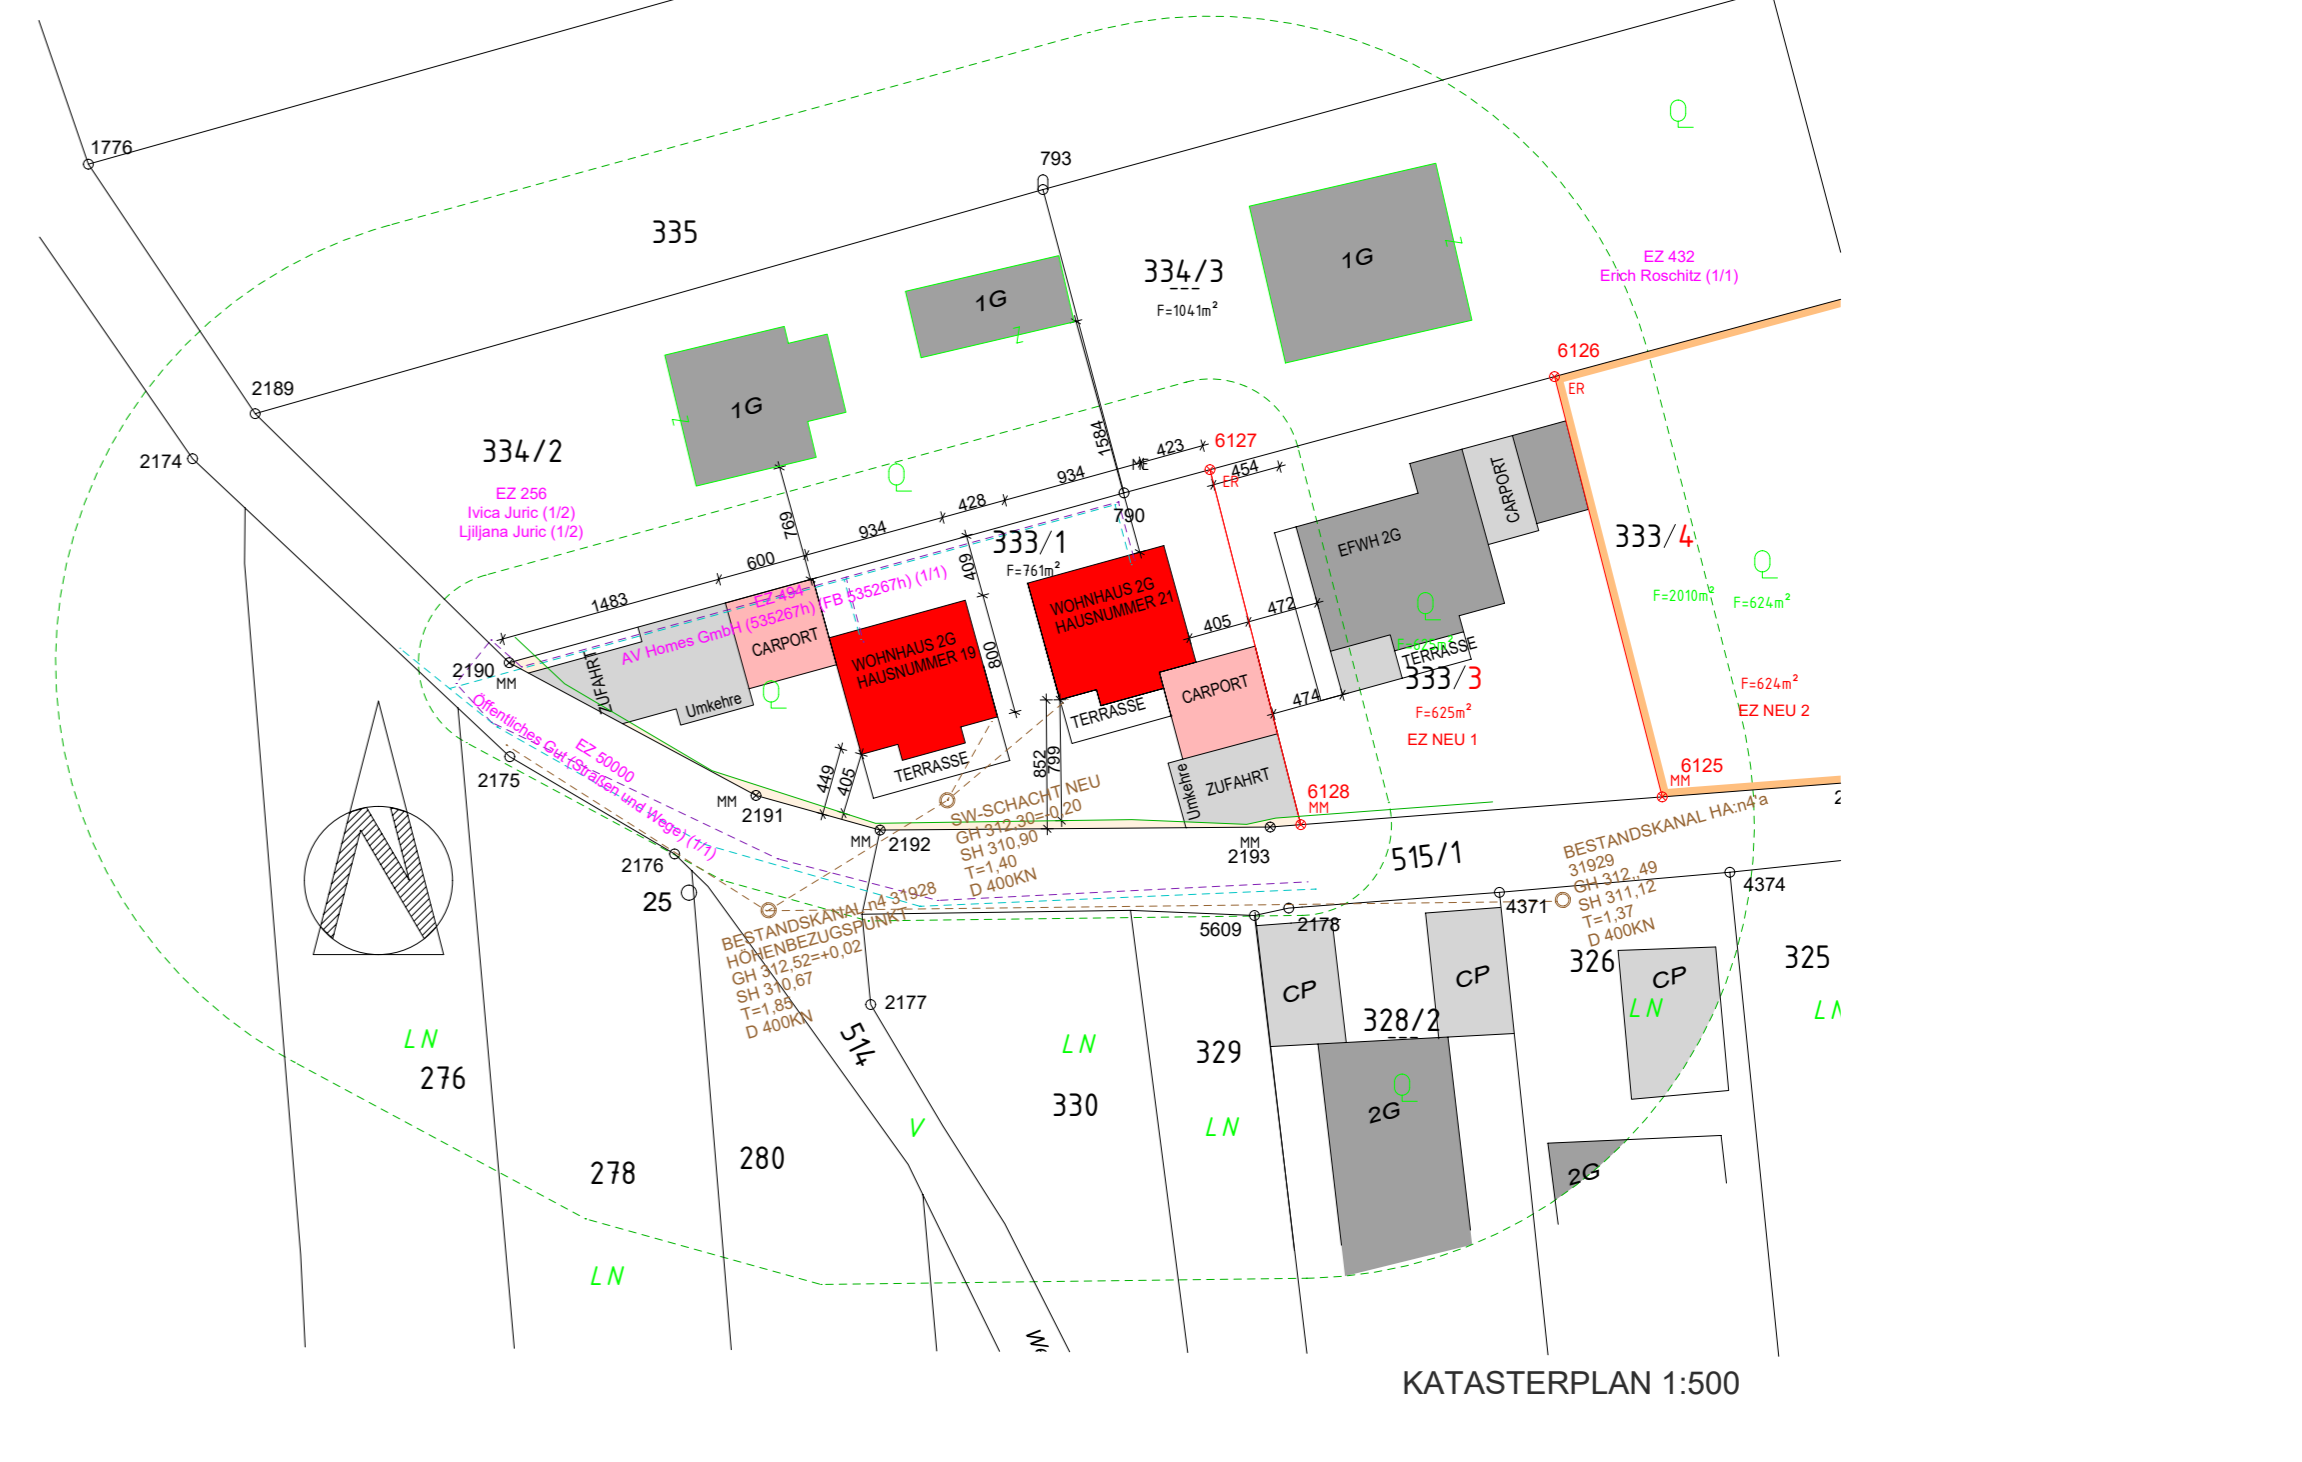 1776
793
Q
335
334/3
---
F=1041m²
1G
EZ 432
Erich Roschitz (1/1)
Z
1G
Z
6126
ER
2189
1G
Z
334/2
2174
EZ 256
Ivica Juric (1/2)
Ljiljana Juric (1/2)
Q
1584
423
6127
934
454
ER
428
790
934
769
600
1483
333/1
F=761m²
409
EFWH 2G
CARPORT
333/4
Q
F=2010m²
F=624m²
Q
F=625m²
EZ 494
AV Homes GmbH (535267h) (FB 535267h) (1/1)
WOHNHAUS 2G
HAUSNUMMER 21
472
405
CARPORT
WOHNHAUS 2G
HAUSNUMMER 19
800
TERRASSE
2190
MM
ZUFAHRT
Umkehre
Q
CARPORT
TERRASSE
474
333/3
F=625m²
EZ NEU 1
F=624m²
EZ NEU 2
Öffentliches Gut (Straßen und Wege) (1/1)
EZ 50000
2175
449
405
TERRASSE
852
799
Umkehre
ZUFAHRT
6128
MM
6125
MM
2
MM
2191
MM
2192
MM
2193
SW-SCHACHT NEU
GH 312,30=-0,20
SH 310,90
T=1,40
D 400KN
515/1
BESTANDSKANAL HA:n4'a
31929
GH 312,,49
SH 311,12
T=1,37
D 400KN
2176
25
4374
4371
5609
2178
BESTANDSKANAL n4 31928
HÖHENBEZUGSPUNKT
GH 312,52=+0,02
SH 310,67
T=1,85
D 400KN
2177
514
CP
CP
328/2
---
326
CP
LN
325
LN
LN
276
LN
329
330
LN
Q
2G
V
280
278
2G
LN
We
KATASTERPLAN 1:500